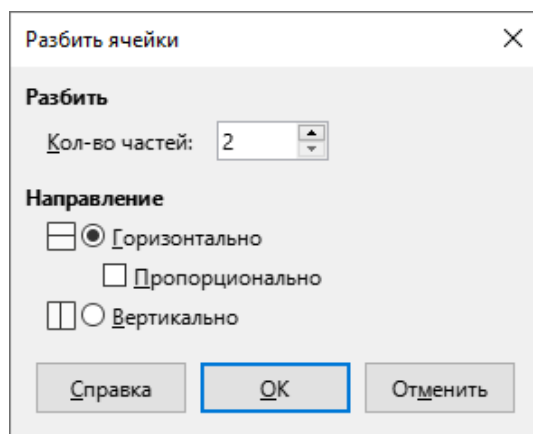 Разбить ячейки
Разбить
Кол-во частей: 2
Направление
Горизонтально
Пропорционально
Вертикально
Справка OK Отменить